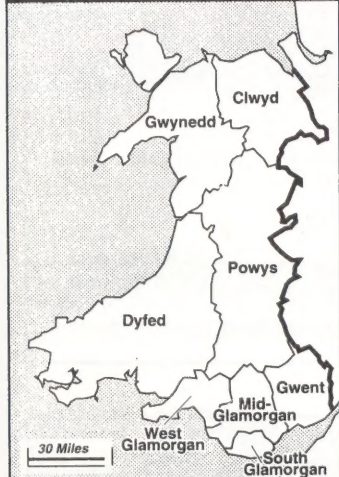 Clwyd
Gwynedd
Powys
Dyfed
Gwent
Mid-
Glamorgan
West
Glamorgan
South
Glamorgan
30 Miles